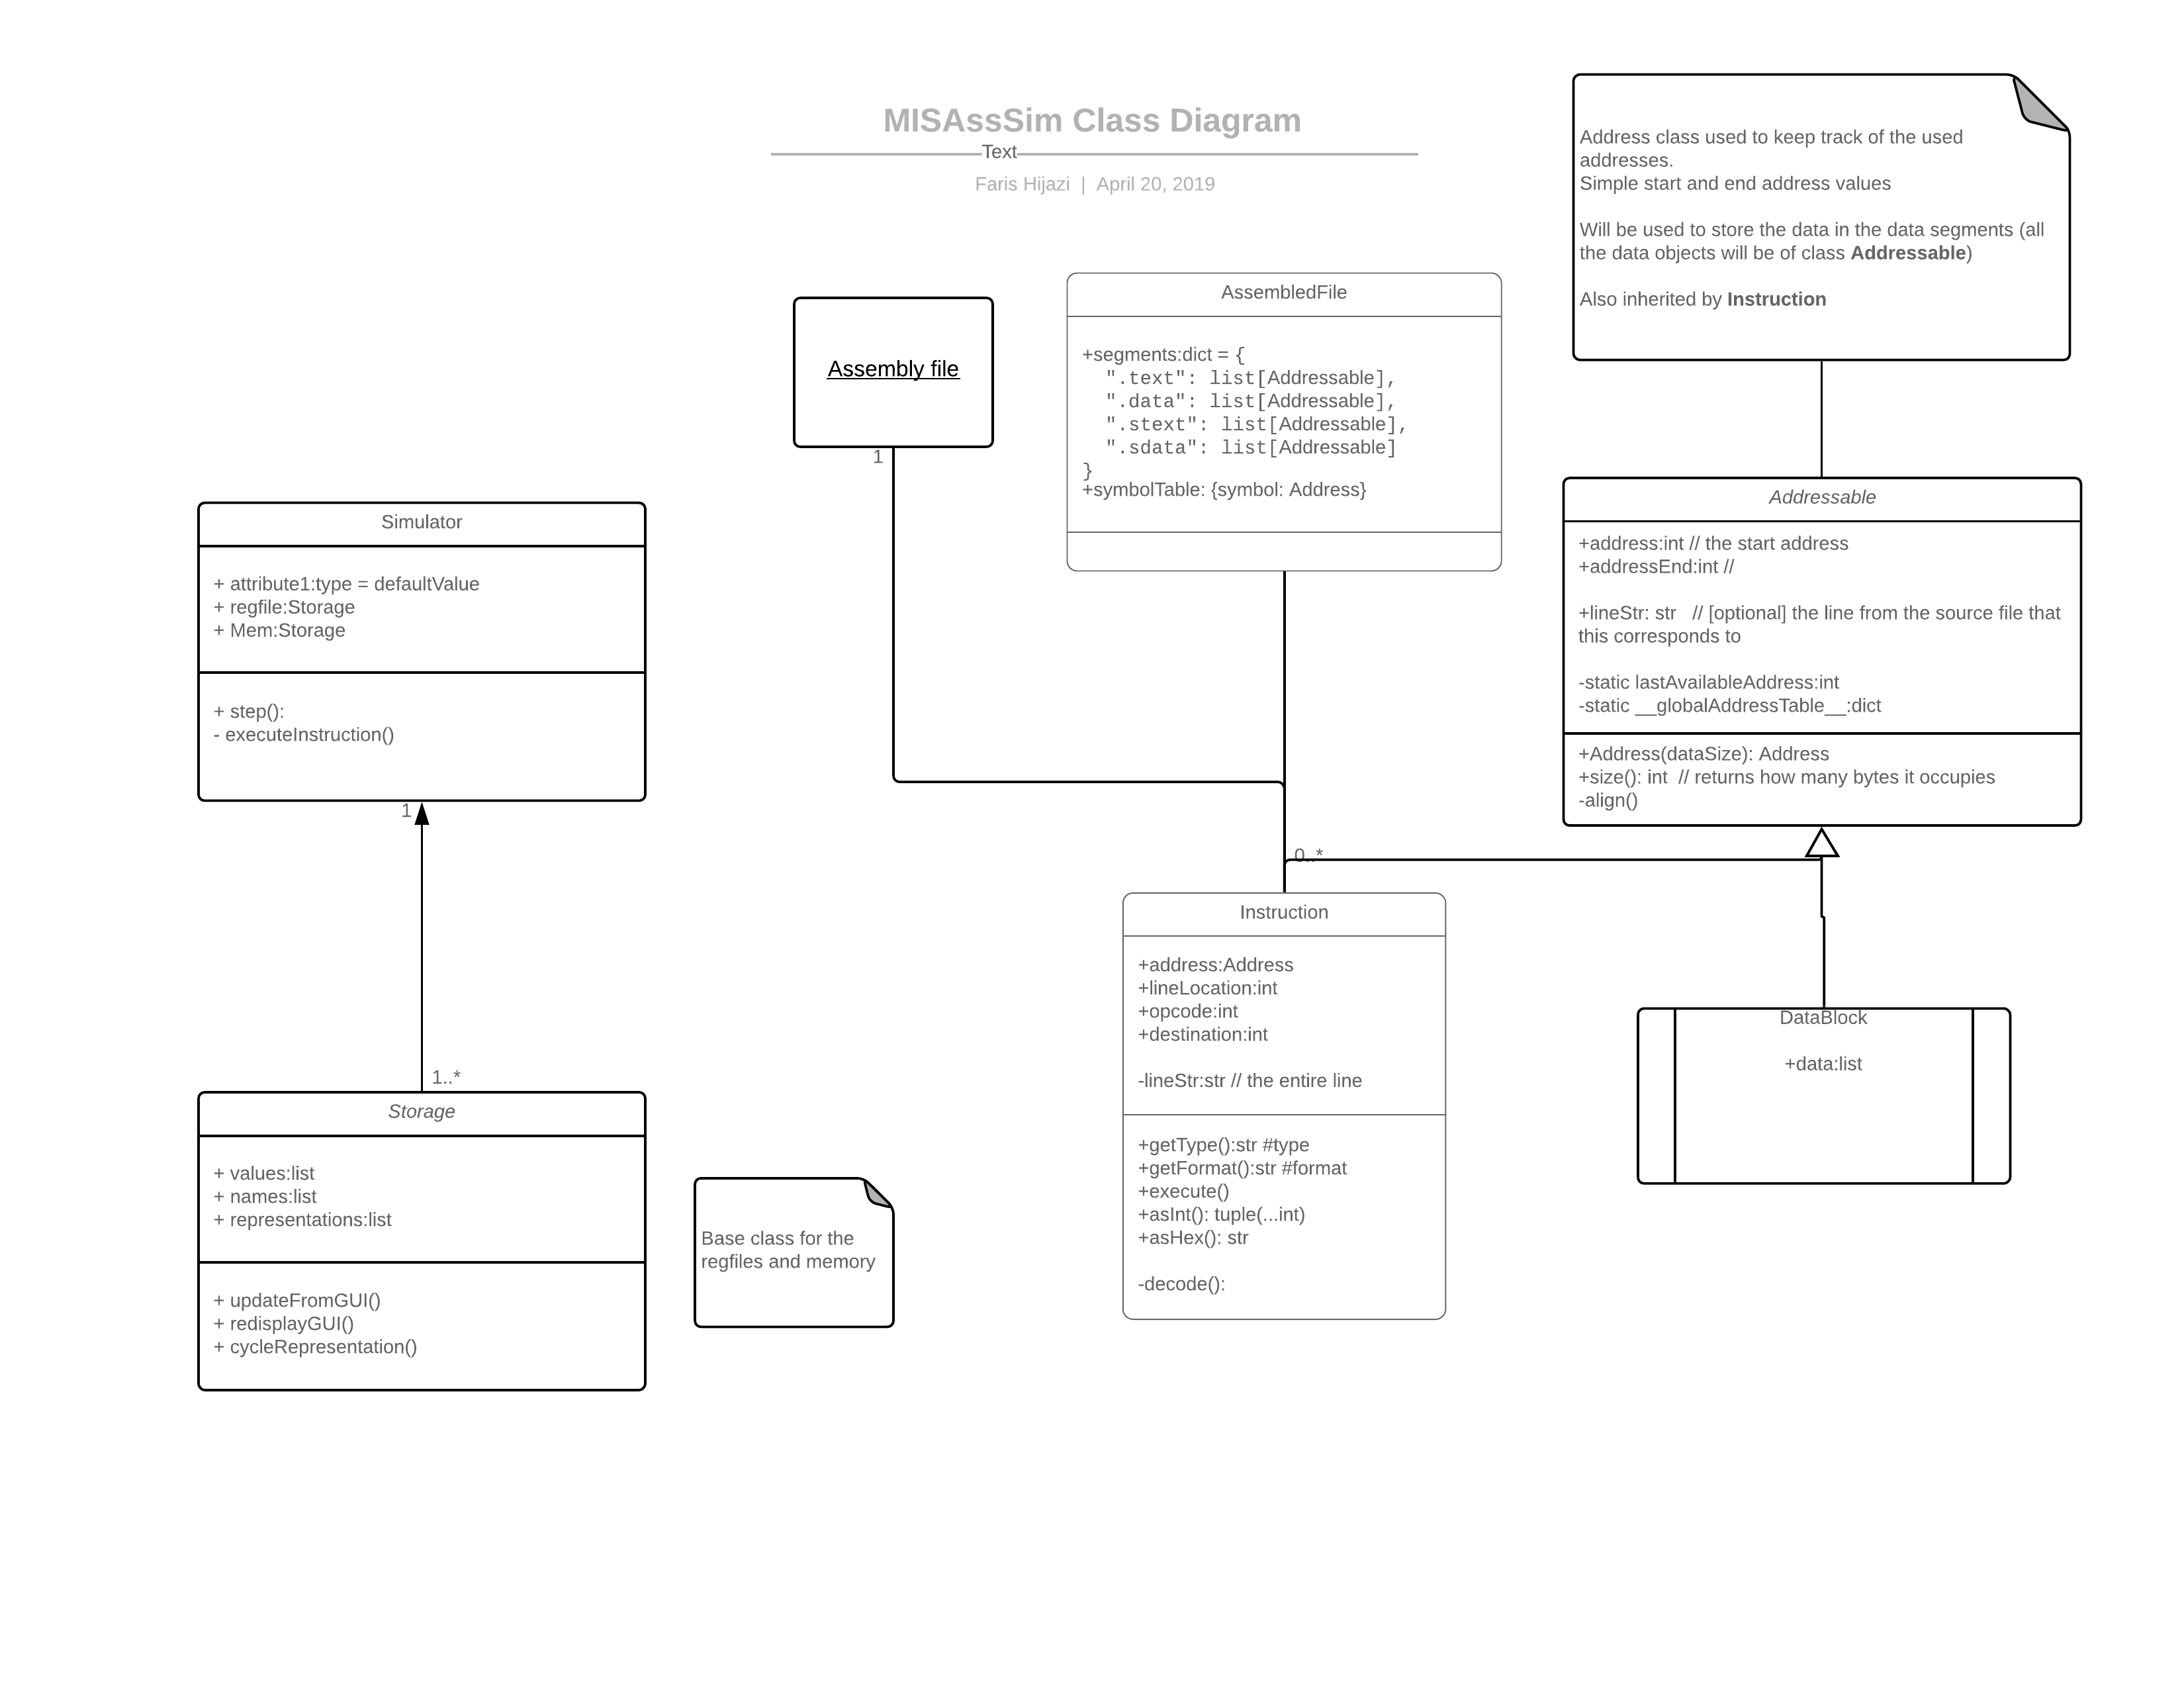 MISAssSim Class Diagram
Text
Faris Hijazi | April 20, 2019
Address class used to keep track of the used
addresses.
Simple start and end address values
Will be used to store the data in the data segments (all
the data objects will be of class Addressable)
Also inherited by Instruction
Assembly file
1
AssembledFile
+segments:dict = {
".text": list[Addressable],
".data": list[Addressable],
".stext": list[Addressable],
".sdata": list[Addressable]
}
+symbolTable: {symbol: Address}
Addressable
+address:int // the start address
+addressEnd:int //
+lineStr: str // [optional] the line from the source file that
this corresponds to
-static lastAvailableAddress:int
-static __globalAddressTable__:dict
+Address(dataSize): Address
+size(): int // returns how many bytes it occupies
-align()
Simulator
+ attribute1:type = defaultValue
+ regfile:Storage
+ Mem:Storage
+ step():
- executeInstruction()
1
1..*
Storage
+ values:list
+ names:list
+ representations:list
+ updateFromGUI()
+ redisplayGUI()
+ cycleRepresentation()
Base class for the
regfiles and memory
0..*
Instruction
+address:Address
+lineLocation:int
+opcode:int
+destination:int
-lineStr:str // the entire line
+getType():str #type
+getFormat():str #format
+execute()
+asInt(): tuple(...int)
+asHex(): str
-decode():
DataBlock
+data:list